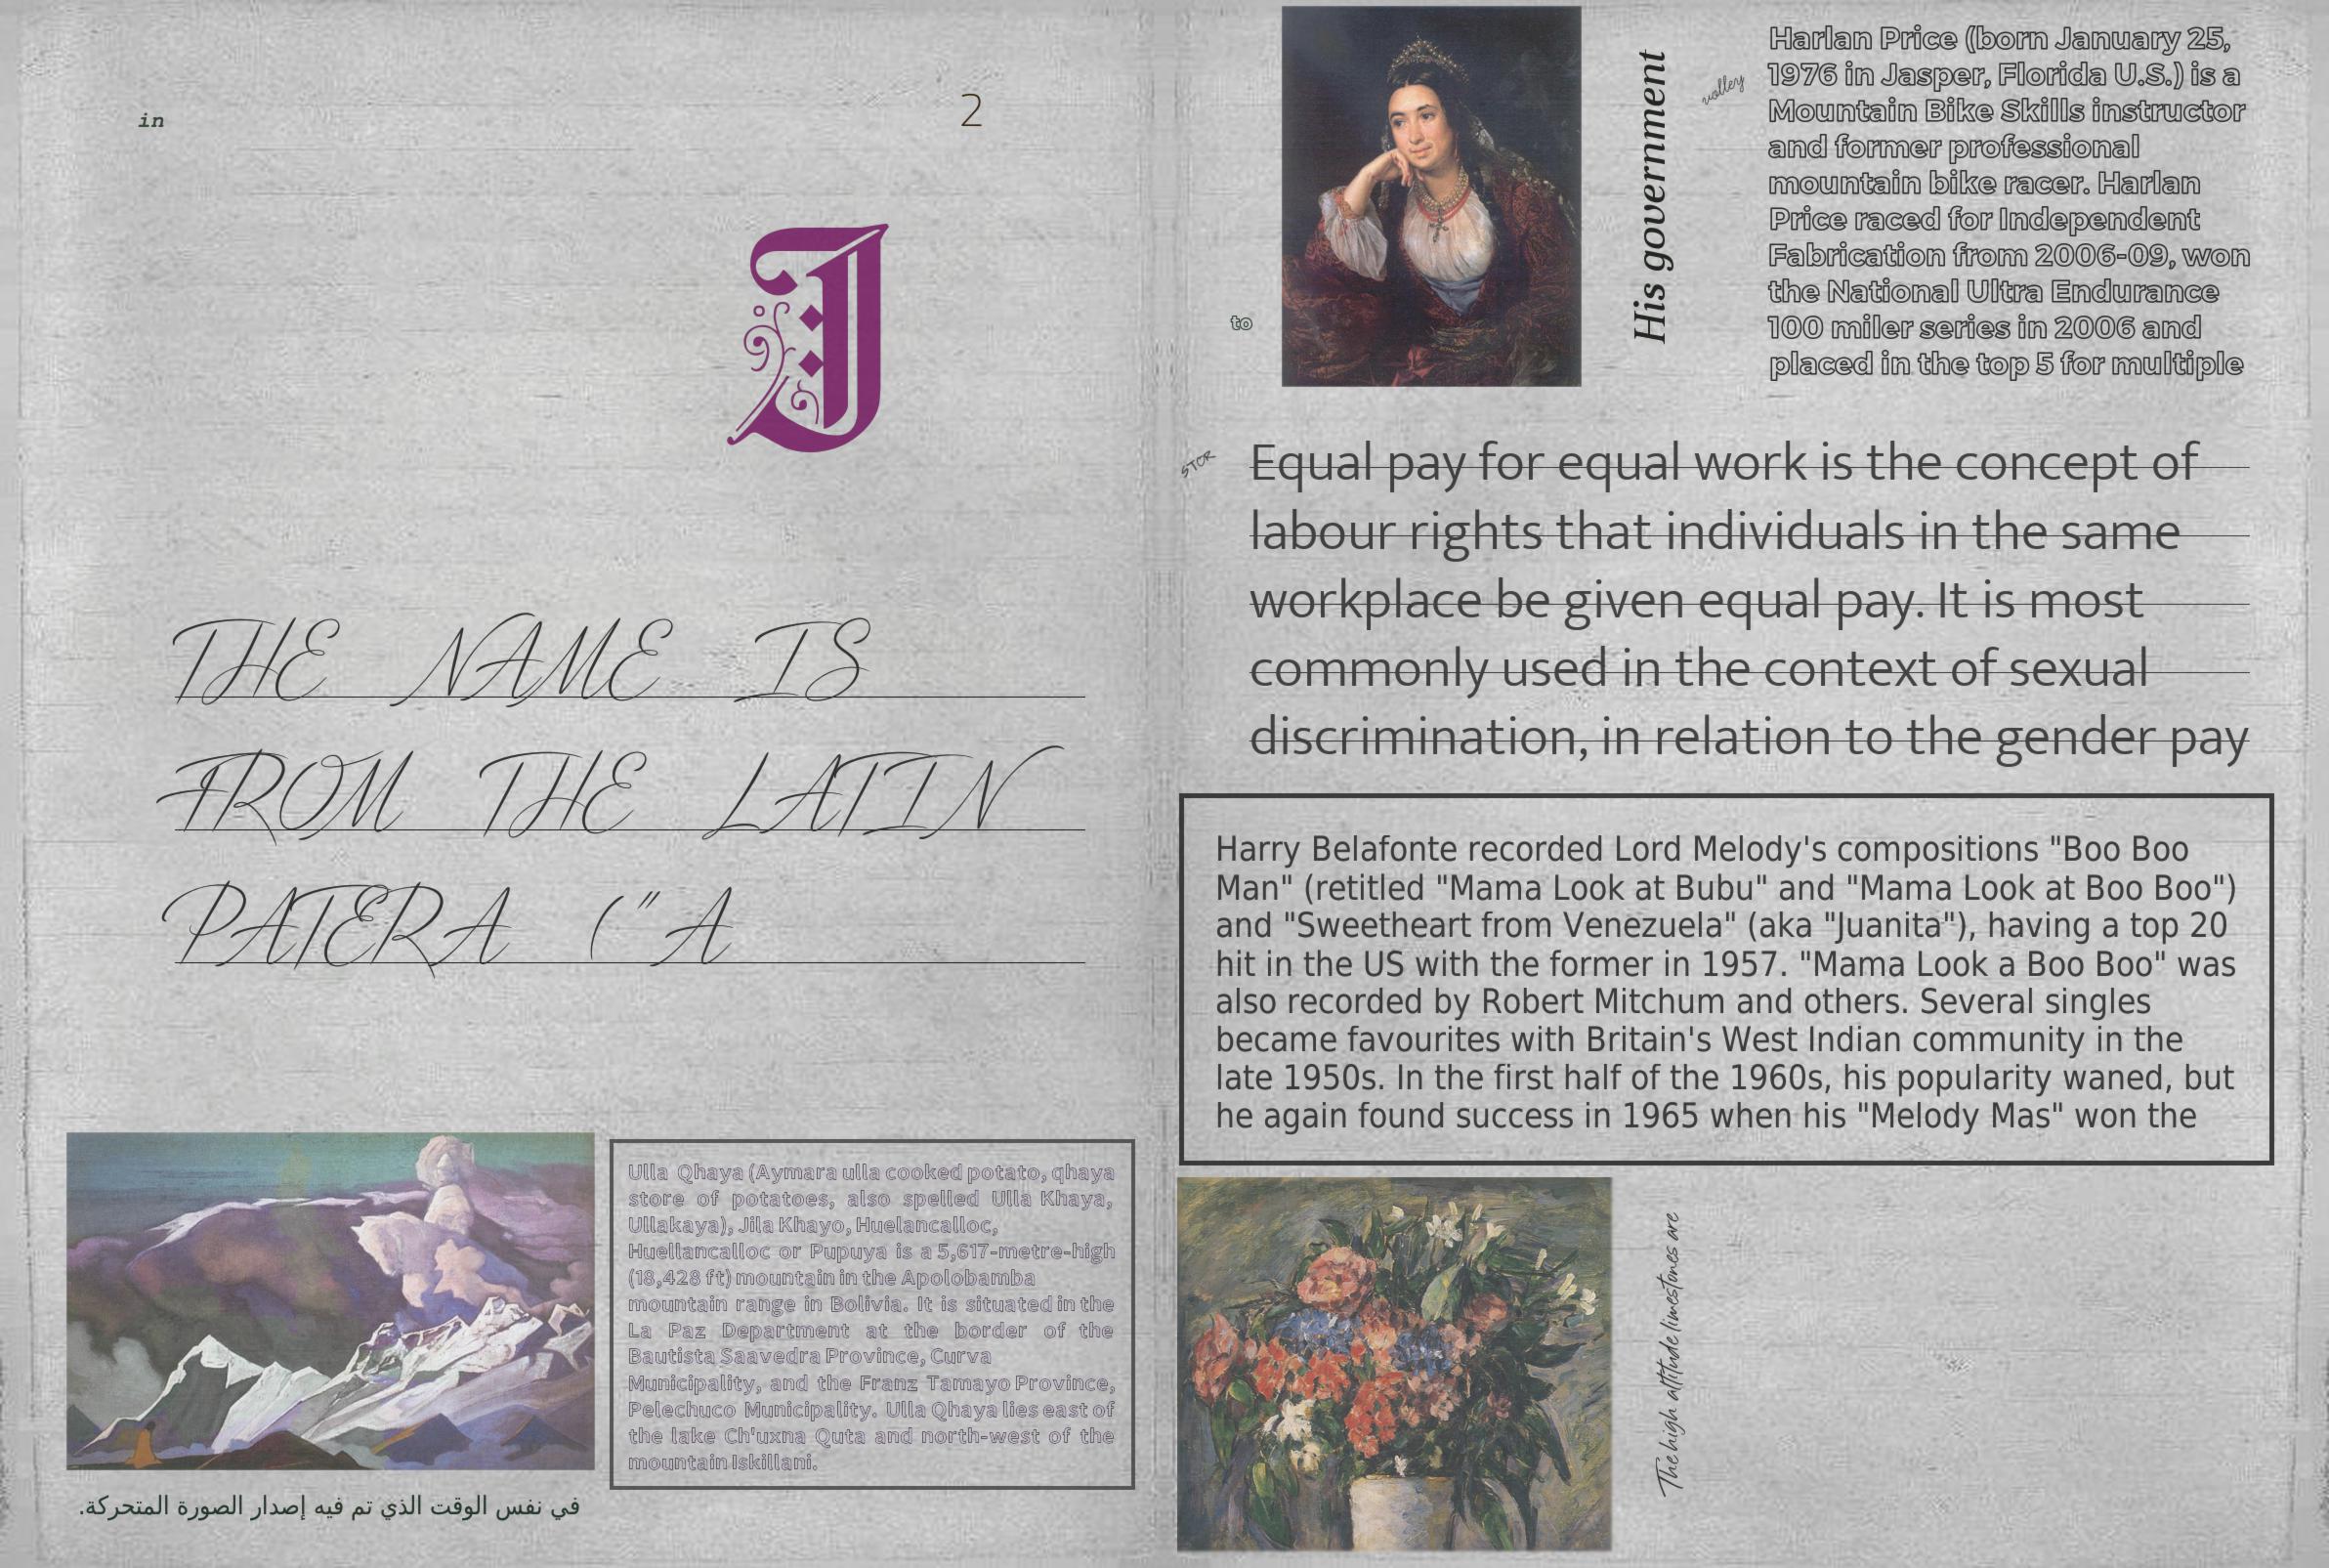 in
2
J
THE NAME IS
FROM THE LATIN
PATERA ("A
Ulla Qhaya (Aymara ulla cooked potato, qhaya
store of potatoes, also spelled Ulla Khaya,
Ullakaya), Jila Khayo, Huelancalloc,
Huellancalloc or Pupuya is a 5,617-metre-high
(18,428 ft) mountain in the Apolobamba
mountain range in Bolivia. It is situated in the
La Paz Department at the border of the
Bautista Saavedra Province, Curva
Municipality, and the Franz Tamayo Province,
Pelechuco Municipality. Ulla Qhaya lies east of
the lake Ch'uxna Quta and north-west of the
mountain Iskillani.
في نفس الوقت الذي تم فيه إصدار الصورة المتحركة.
to
His government
valley
Harlan Price (born January 25,
1976 in Jasper, Florida U.S.) is a
Mountain Bike Skills instructor
and former professional
mountain bike racer. Harlan
Price raced for Independent
Fabrication from 2006-09, won
the National Ultra Endurance
100 miler series in 2006 and
placed in the top 5 for multiple
STCR
Equal pay for equal work is the concept of
labour rights that individuals in the same
workplace be given equal pay. It is most
commonly used in the context of sexual
discrimination, in relation to the gender pay
Harry Belafonte recorded Lord Melody's compositions "Boo Boo
Man" (retitled "Mama Look at Bubu" and "Mama Look at Boo Boo")
and "Sweetheart from Venezuela" (aka "Juanita"), having a top 20
hit in the US with the former in 1957. "Mama Look a Boo Boo" was
also recorded by Robert Mitchum and others. Several singles
became favourites with Britain's West Indian community in the
late 1950s. In the first half of the 1960s, his popularity waned, but
he again found success in 1965 when his "Melody Mas" won the
The high altitude limestones are